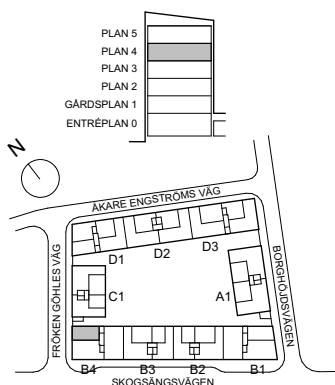 PLAN 5
PLAN 4
PLAN 3
PLAN 2
GÅRDSPLAN 1
ENTRÉPLAN 0
N
ÅKARE ENGSTRÖMS VÄG
FRÖKEN GÖHLES VÄG
BORGHÖJDSVÄGEN
D1
D2
D3
C1
A1
B4
B3
B2
B1
SKOGSÄNGSVÄGEN